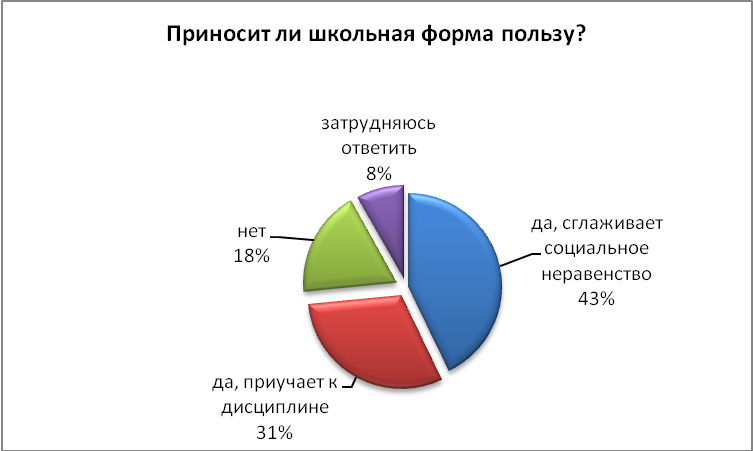 Приносит ли школьная форма пользу?
затрудняюсь
ответить
8%
нет
18%
да, сглаживает
социальное
неравенство
43%
да, приучает к
дисциплине
31%